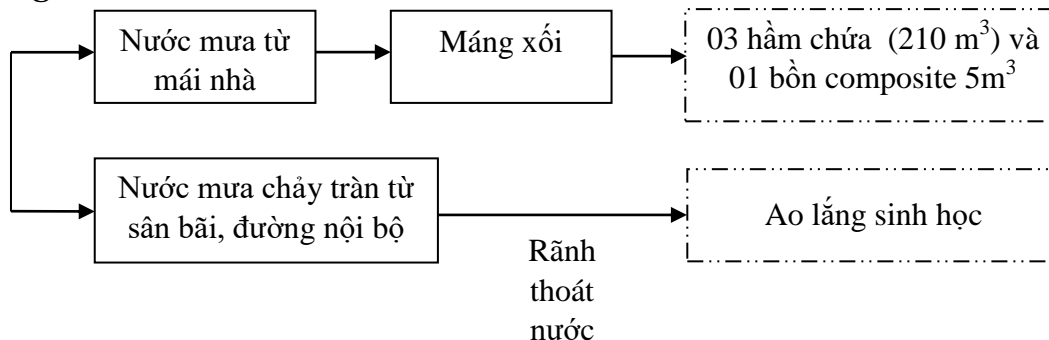 Nước mưa từ
mái nhà
Máng xối
03 hầm chứa (210 m³) và
01 bồn composite 5m³
Nước mưa chảy tràn từ
sân bãi, đường nội bộ
Rãnh
thoát
nước
Ao lắng sinh học